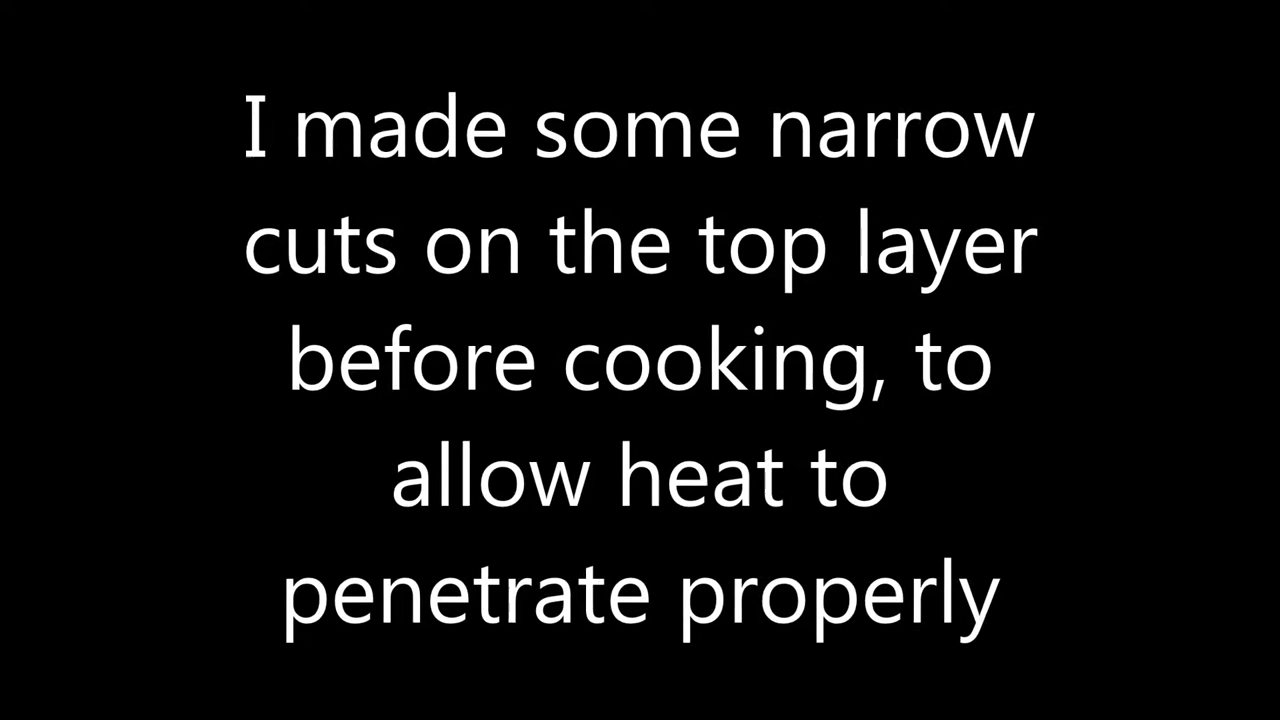 I made some narrow
cuts on the top layer
before cooking, to
allow heat to
penetrate properly